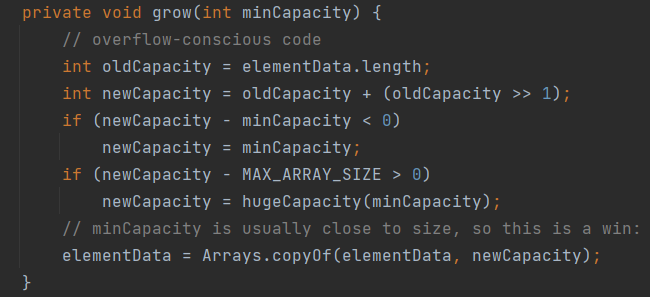 private void grow(int minCapacity) {
    // overflow-conscious code
    int oldCapacity = elementData.length;
    int newCapacity = oldCapacity + (oldCapacity >> 1);
    if (newCapacity - minCapacity < 0)
        newCapacity = minCapacity;
    if (newCapacity - MAX_ARRAY_SIZE > 0)
        newCapacity = hugeCapacity(minCapacity);
    // minCapacity is usually close to size, so this is a win:
    elementData = Arrays.copyOf(elementData, newCapacity);
}